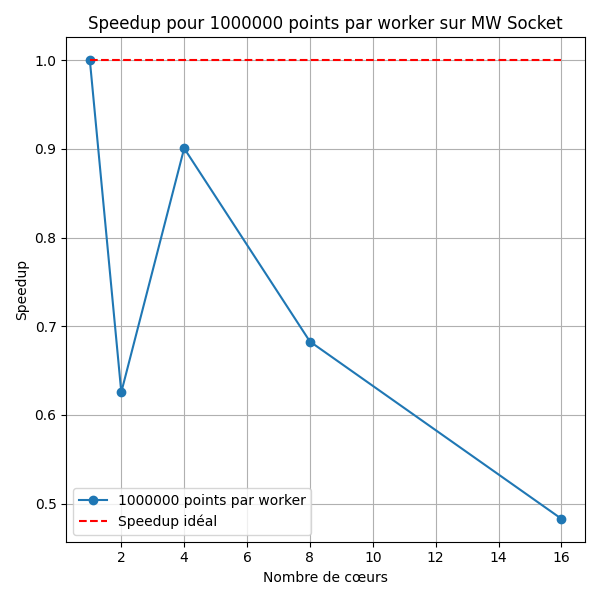 Speedup pour 1000000 points par worker sur MW Socket
Speedup
1.0
0.9
0.8
0.7
0.6
0.5
1000000 points par worker
Speedup idéal
2 4 6 8 10 12 14 16
Nombre de cœurs